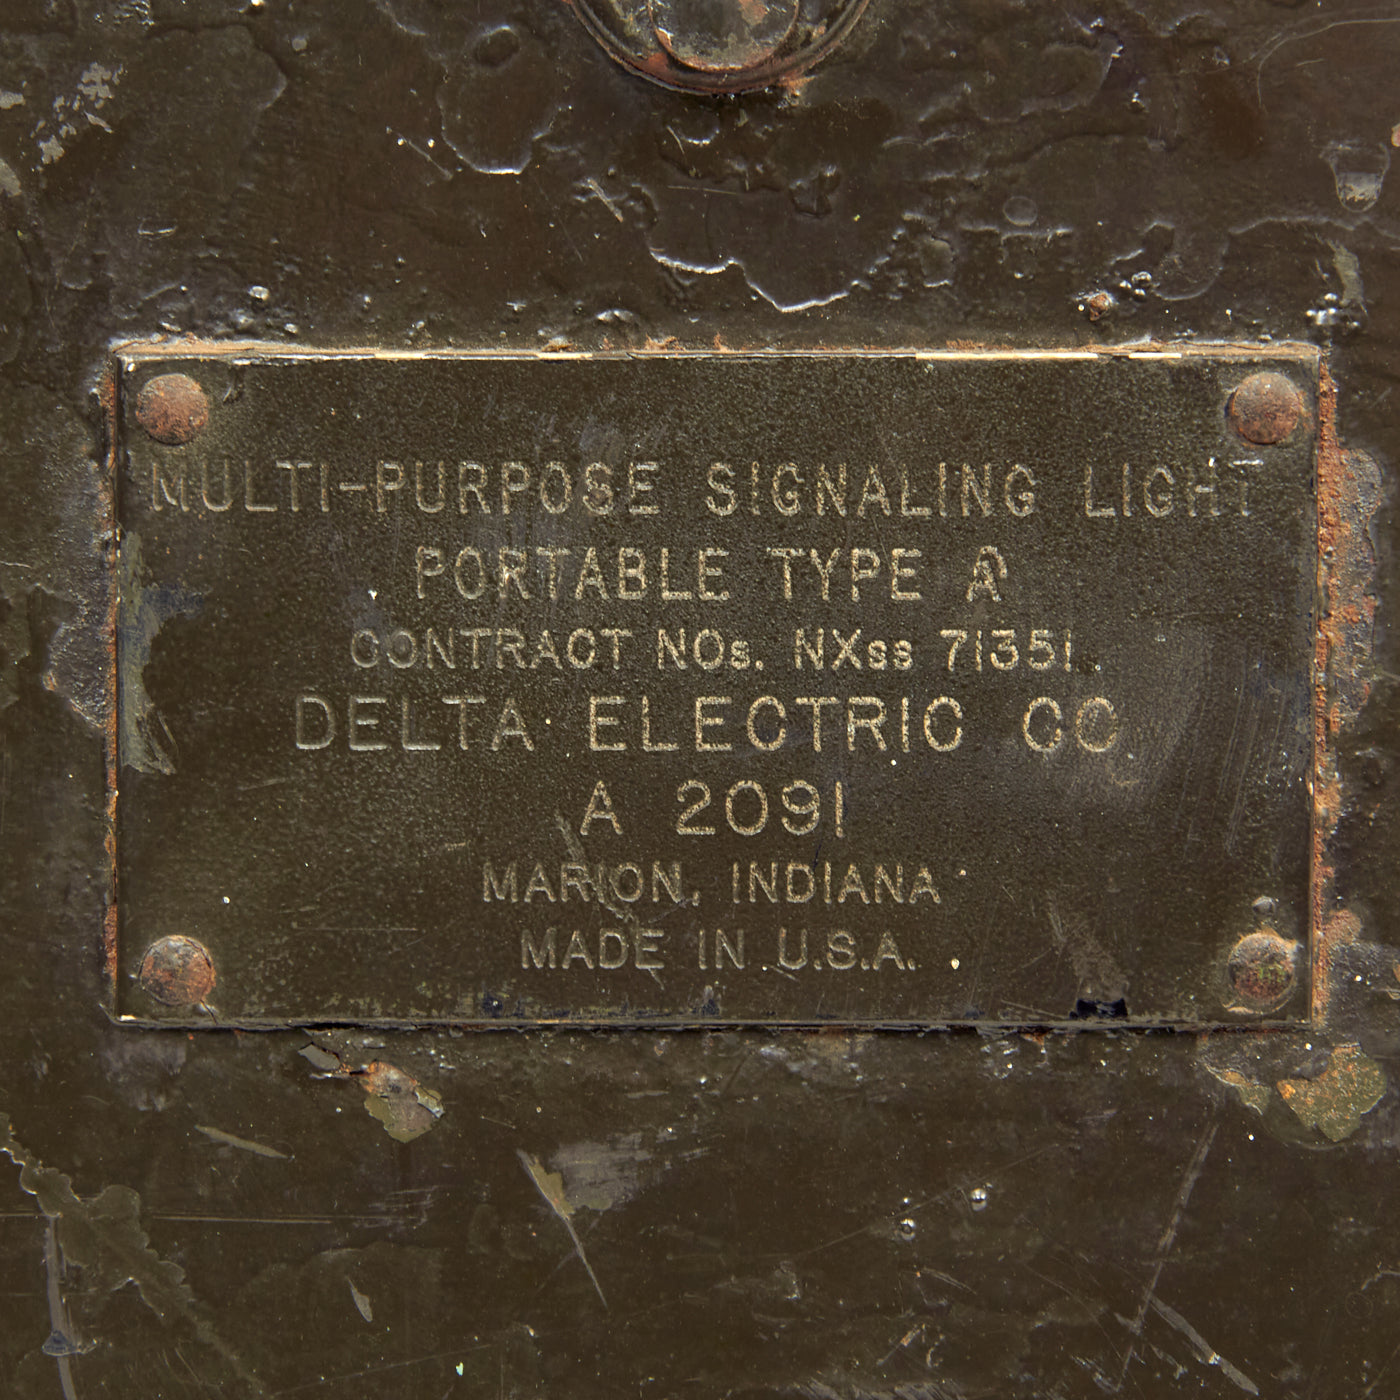 MULTI-PURPOSE SIGNALING LIGHT
PORTABLE TYPE A
CONTRACT NOs. NXss 71351
DELTA ELECTRIC CO
A 2091
MARION, INDIANA
MADE IN U.S.A.